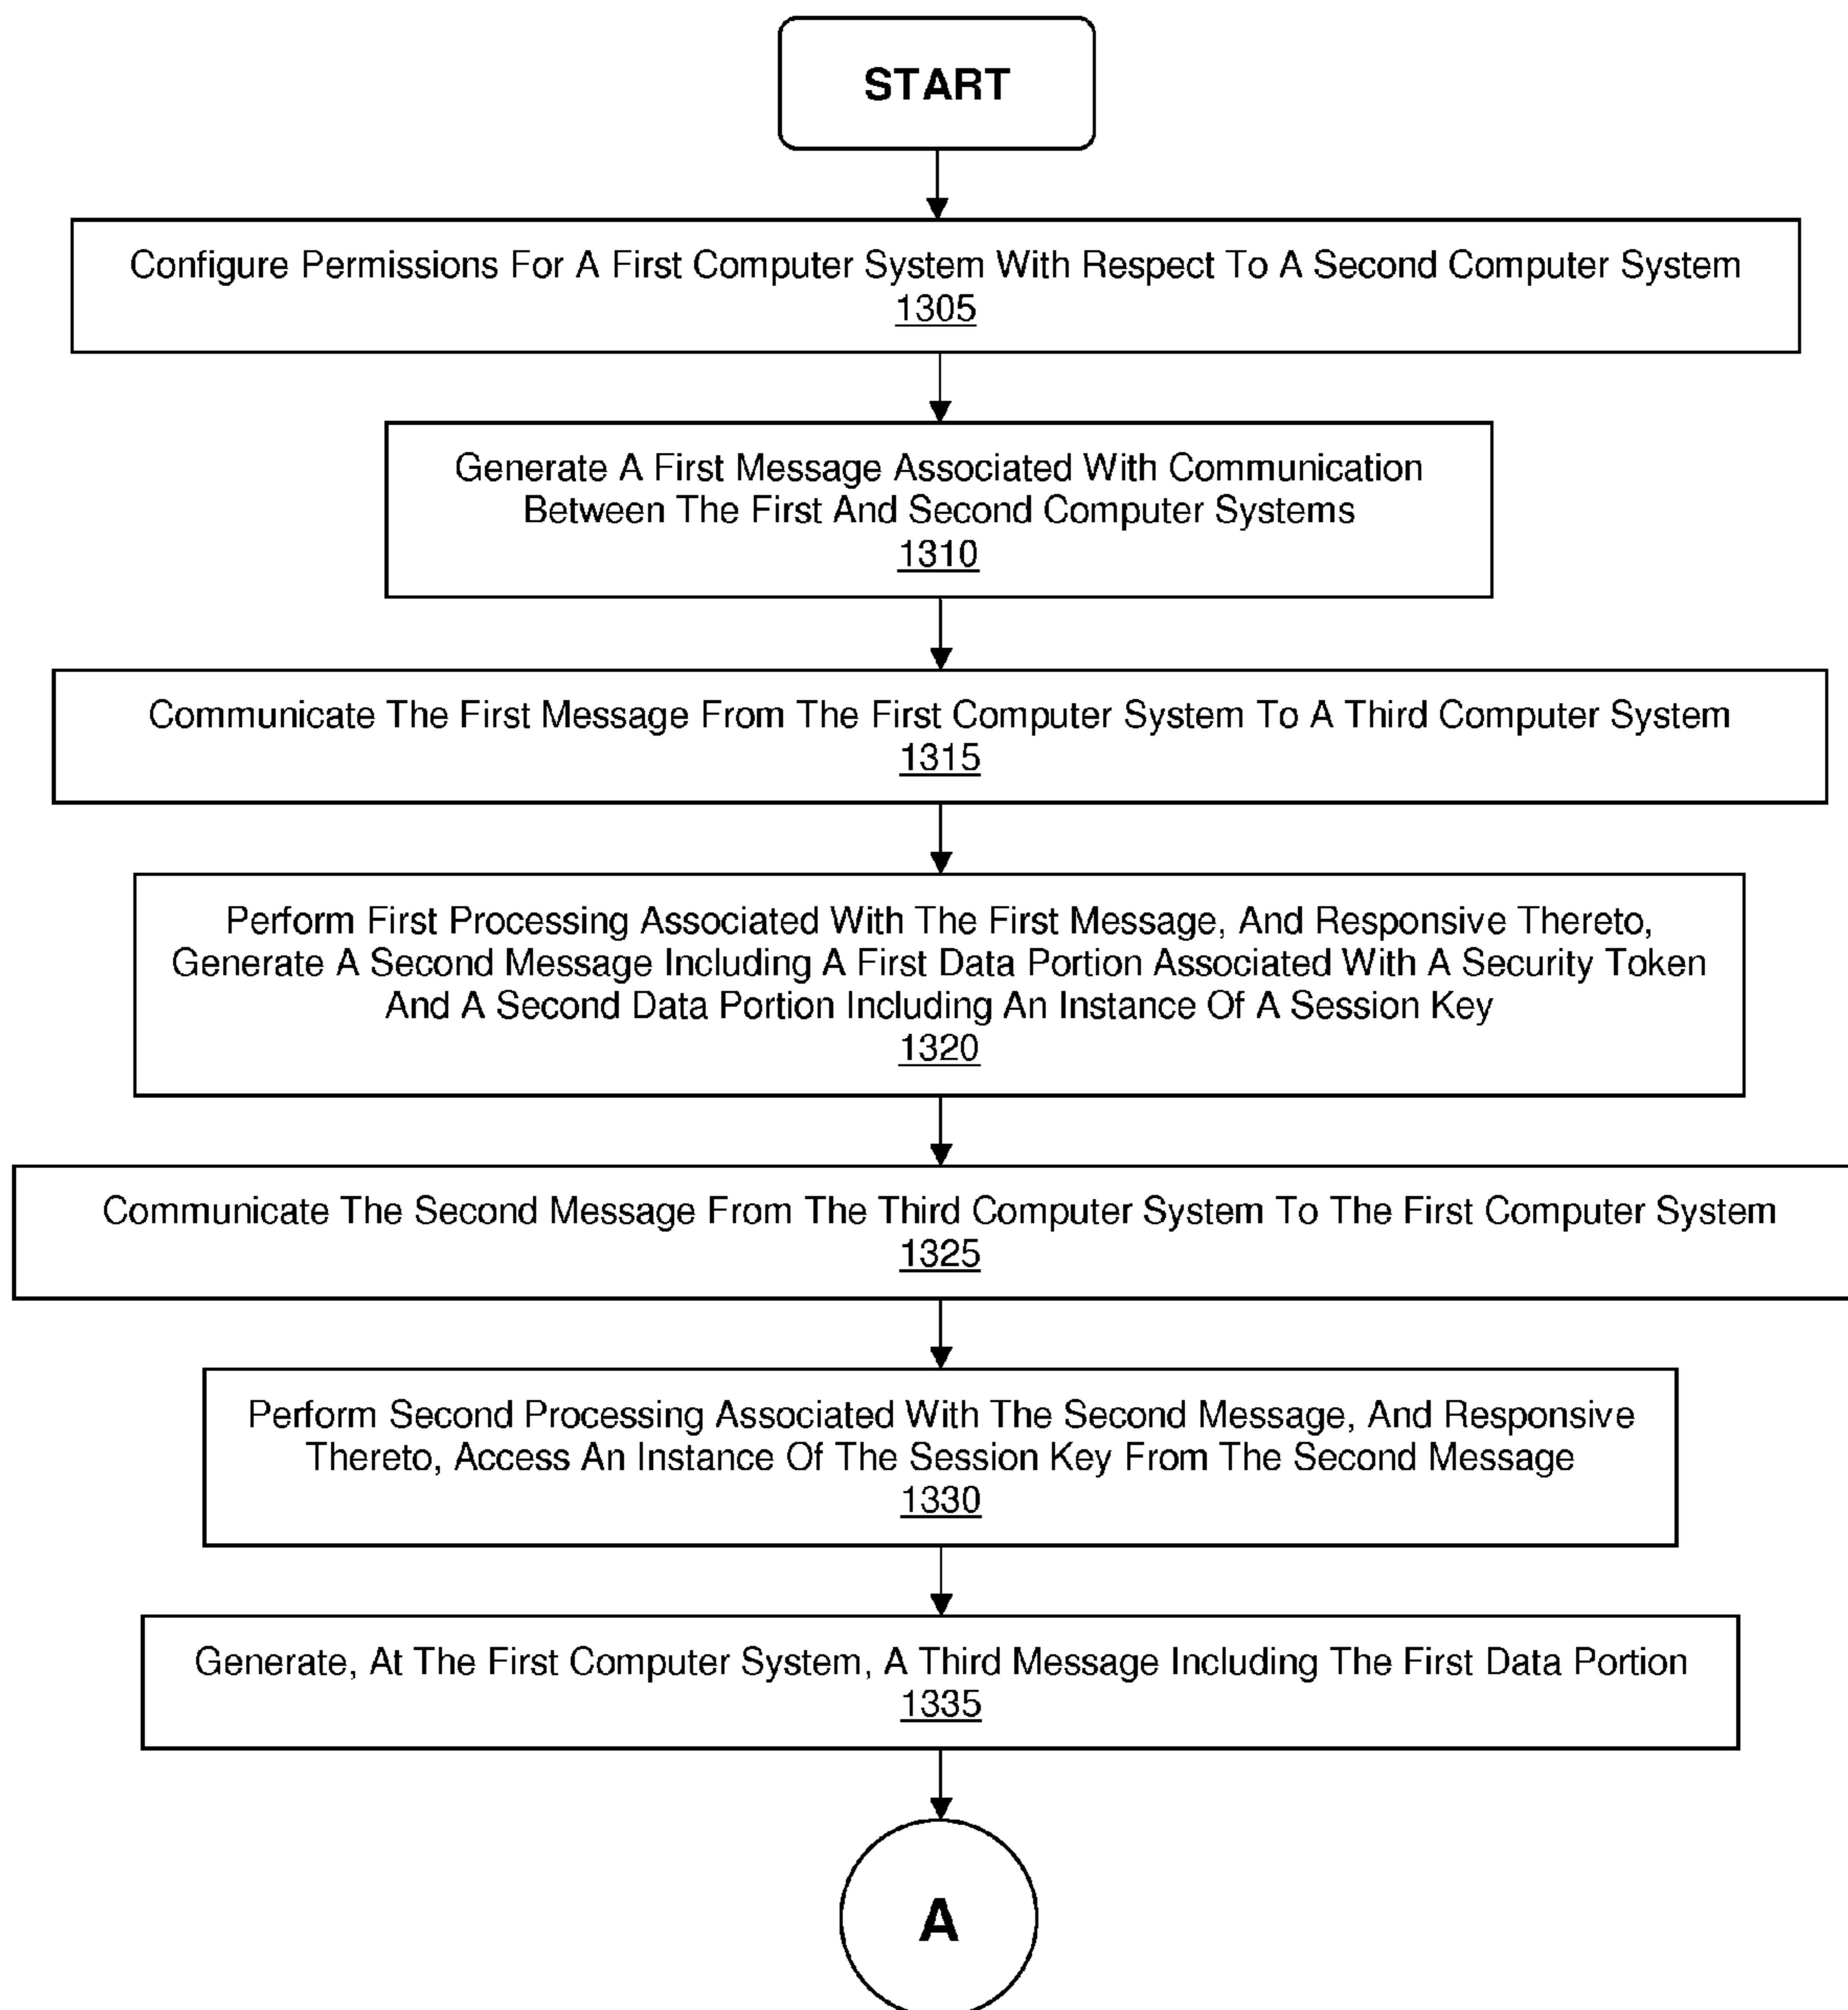 START
Configure Permissions For A First Computer System With Respect To A Second Computer System
1305
Generate A First Message Associated With Communication
Between The First And Second Computer Systems
1310
Communicate The First Message From The First Computer System To A Third Computer System
1315
Perform First Processing Associated With The First Message, And Responsive Thereto,
Generate A Second Message Including A First Data Portion Associated With A Security Token
And A Second Data Portion Including An Instance Of A Session Key
1320
Communicate The Second Message From The Third Computer System To The First Computer System
1325
Perform Second Processing Associated With The Second Message, And Responsive
Thereto, Access An Instance Of The Session Key From The Second Message
1330
Generate, At The First Computer System, A Third Message Including The First Data Portion
1335
A